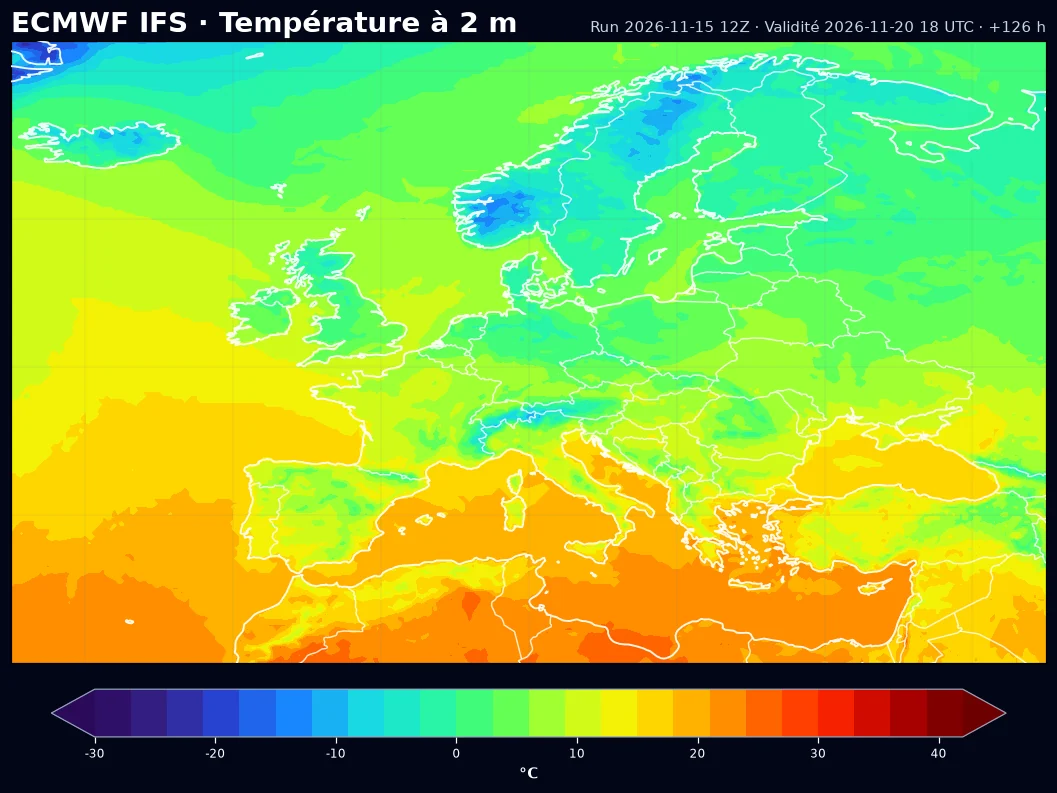 ECMWF IFS · Température à 2 m
Run 2026-11-15 12Z · Validité 2026-11-20 18 UTC · +126 h
-30 -20 -10 0 10 20 30 40
°C